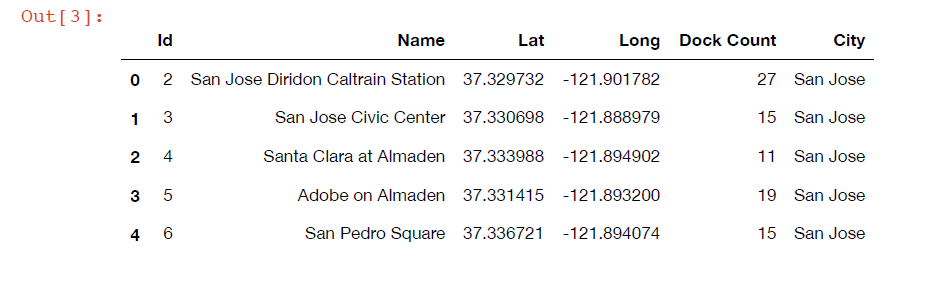 Out[3]:
Id Name Lat Long Dock Count City
0 2 San Jose Diridon Caltrain Station 37.329732 -121.901782 27 San Jose
1 3 San Jose Civic Center 37.330698 -121.888979 15 San Jose
2 4 Santa Clara at Almaden 37.333988 -121.894902 11 San Jose
3 5 Adobe on Almaden 37.331415 -121.893200 19 San Jose
4 6 San Pedro Square 37.336721 -121.894074 15 San Jose